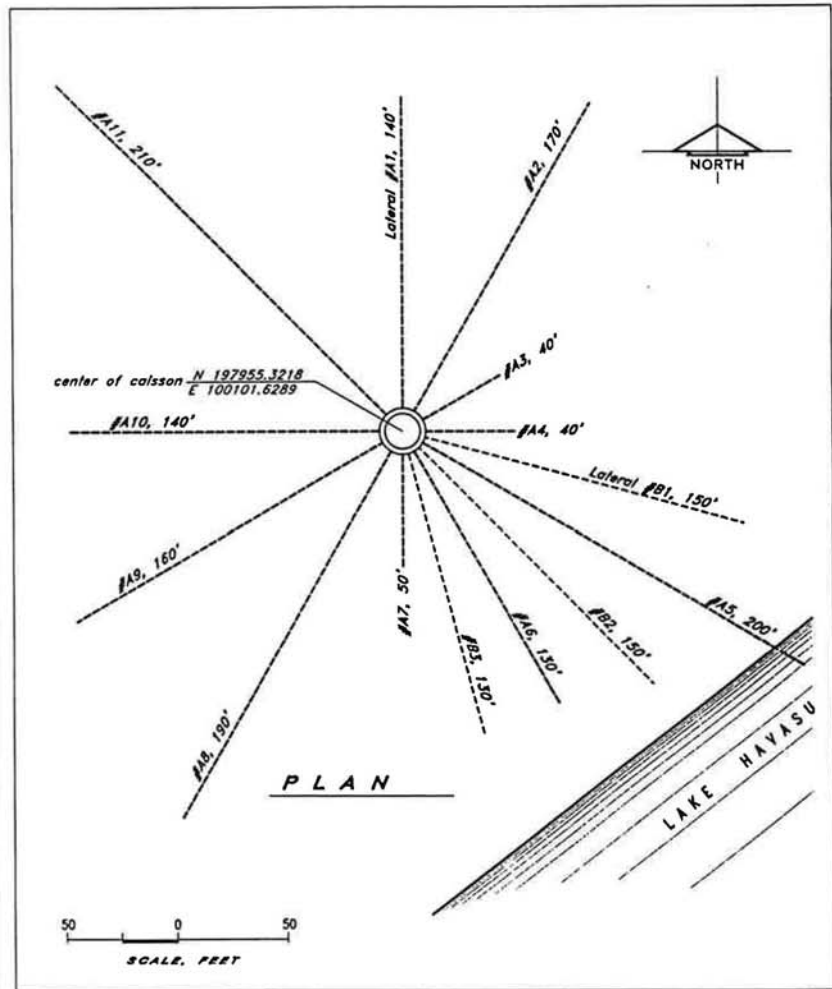 #A11, 210'
Lateral #A1, 140'
#A2, 170'
NORTH
#A3, 40'
center of caisson N 197955.3218
E 100101.6289
#A10, 140'
#A4, 40'
Lateral #B1, 150'
#A9, 160'
#A7, 50'
#A5, 200'
#B3, 130'
#A6, 130'
#B2, 150'
#A8, 190'
PLAN
LAKE HAVASU
50 0 50
SCALE, FEET